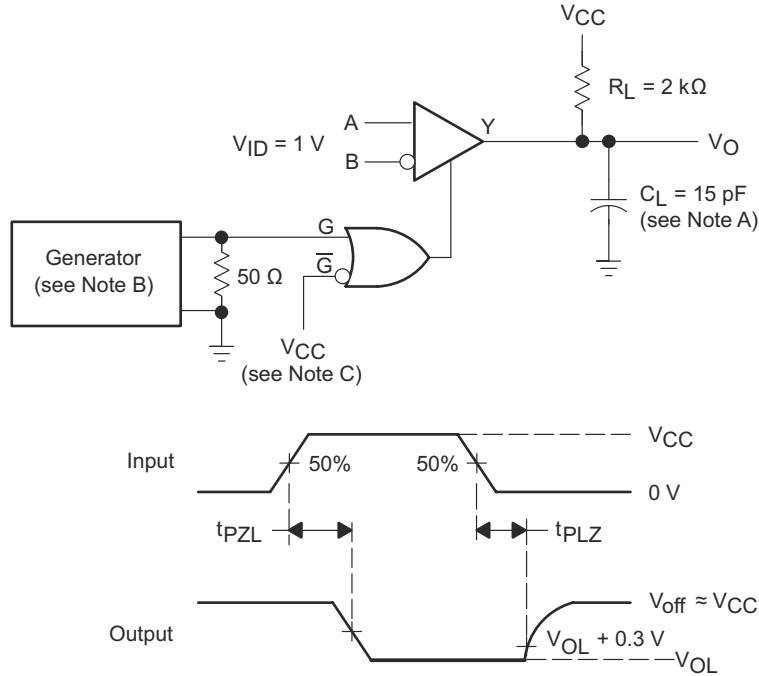 VCC
RL = 2 kΩ
A
Y
VID = 1 V
B
VO
CL = 15 pF
(see Note A)
G
Generator
(see Note B)
50 Ω
G̅
VCC
(see Note C)
VCC
Input
50%
50%
0 V
tPZL
tPLZ
Voff ≈ VCC
Output
VOL + 0.3 V
VOL